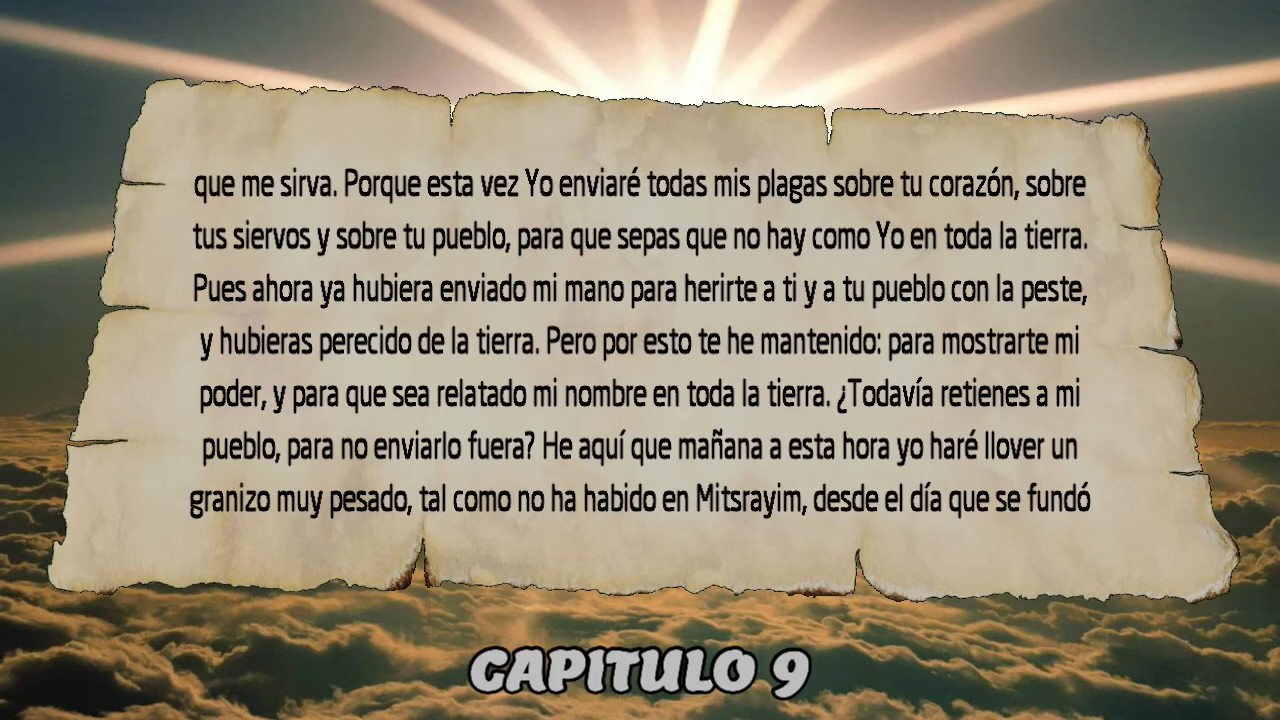 que me sirva. Porque esta vez Yo enviaré todas mis plagas sobre tu corazón, sobre
tus siervos y sobre tu pueblo, para que sepas que no hay como Yo en toda la tierra.
Pues ahora ya hubiera enviado mi mano para herirte a ti y a tu pueblo con la peste,
y hubieras perecido de la tierra. Pero por esto te he mantenido: para mostrarte mi
poder, y para que sea relatado mi nombre en toda la tierra. ¿Todavía retienes a mi
pueblo, para no enviarlo fuera? He aquí que mañana a esta hora yo haré llover un
granizo muy pesado, tal como no ha habido en Mitsrayim, desde el día que se fundó
CAPITULO 9